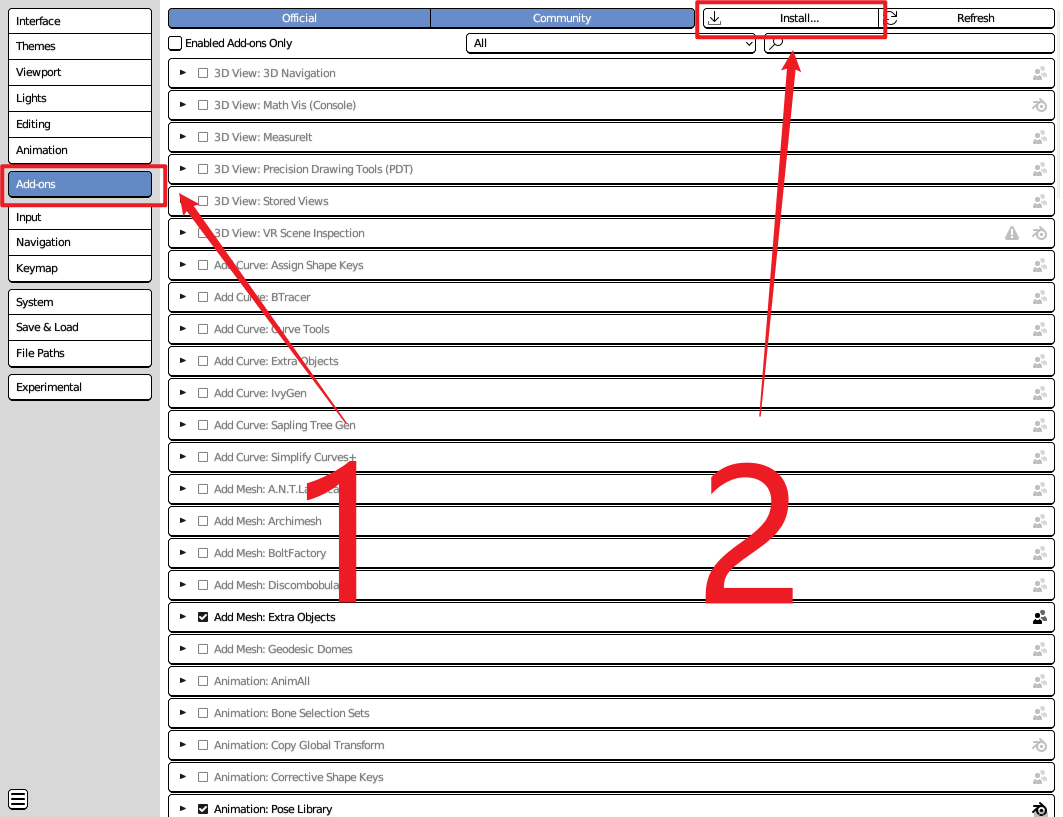 Interface
Themes
Viewport
Lights
Editing
Animation
Add-ons
Input
Navigation
Keymap
System
Save & Load
File Paths
Experimental
Official Community Install... Refresh
Enabled Add-ons Only All
3D View: 3D Navigation
3D View: Math Vis (Console)
3D View: MeasureIt
3D View: Precision Drawing Tools (PDT)
3D View: Stored Views
3D View: VR Scene Inspection
Add Curve: Assign Shape Keys
Add Curve: BTracer
Add Curve: Curve Tools
Add Curve: Extra Objects
Add Curve: IvyGen
Add Curve: Sapling Tree Gen
Add Curve: Simplify Curves+
Add Mesh:
Add Mesh: Archimesh
Add Mesh: BoltFactory
Add Mesh:
Add Mesh: Extra Objects
Add Mesh: Geodesic Domes
Animation: AnimAll
Animation: Bone Selection Sets
Animation: Copy Global Transform
Animation: Corrective Shape Keys
Animation: Pose Library
1 2